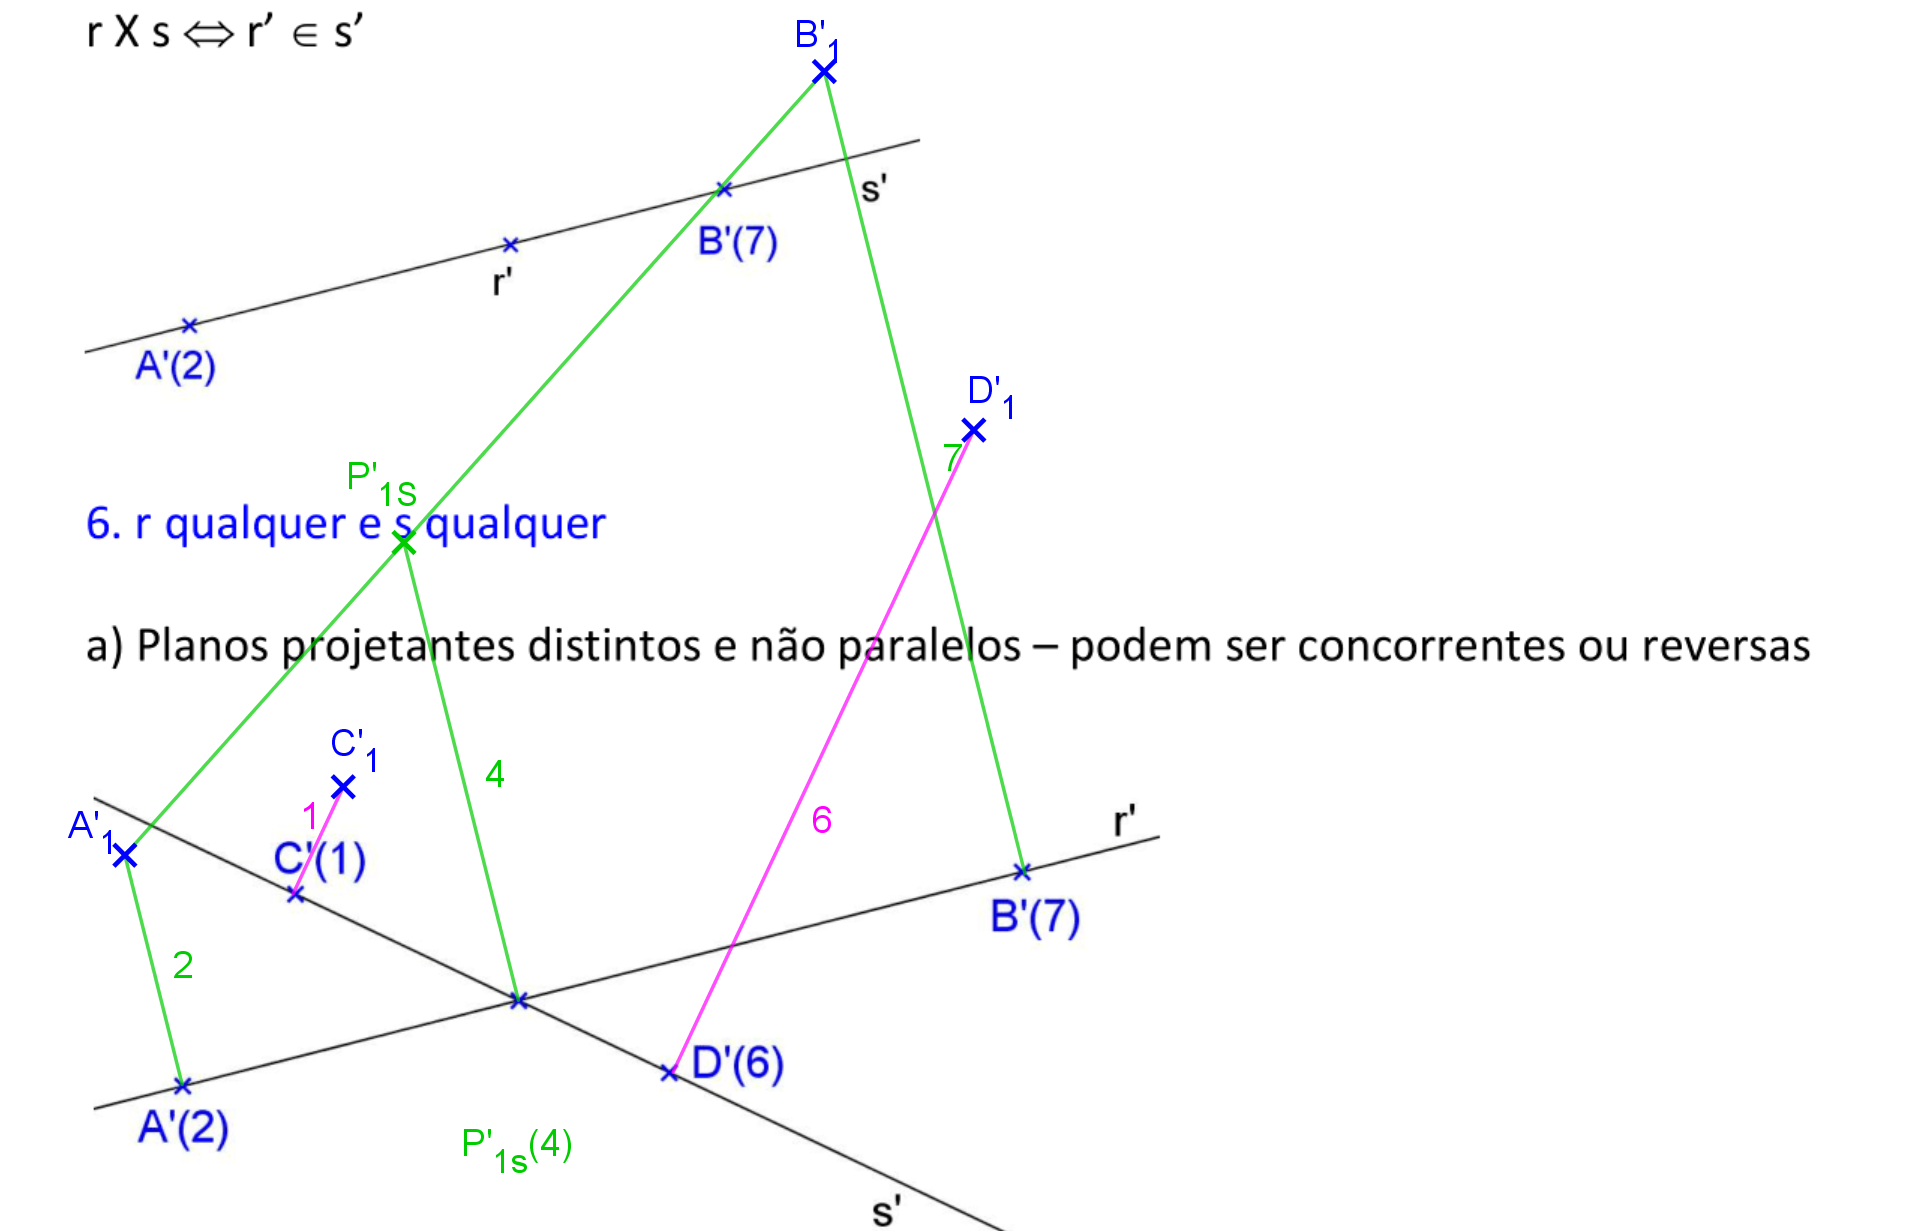 r X s ⇔ r′ ∈ s′
B'1
s'
B'(7)
r'
A'(2)
D'1
7
P'1S
6. r qualquer e s qualquer
a) Planos projetantes distintos e não paralelos – podem ser concorrentes ou reversas
C'1
4
A'1
1
6
r'
C'(1)
B'(7)
2
D'(6)
A'(2)
P'1s(4)
s'